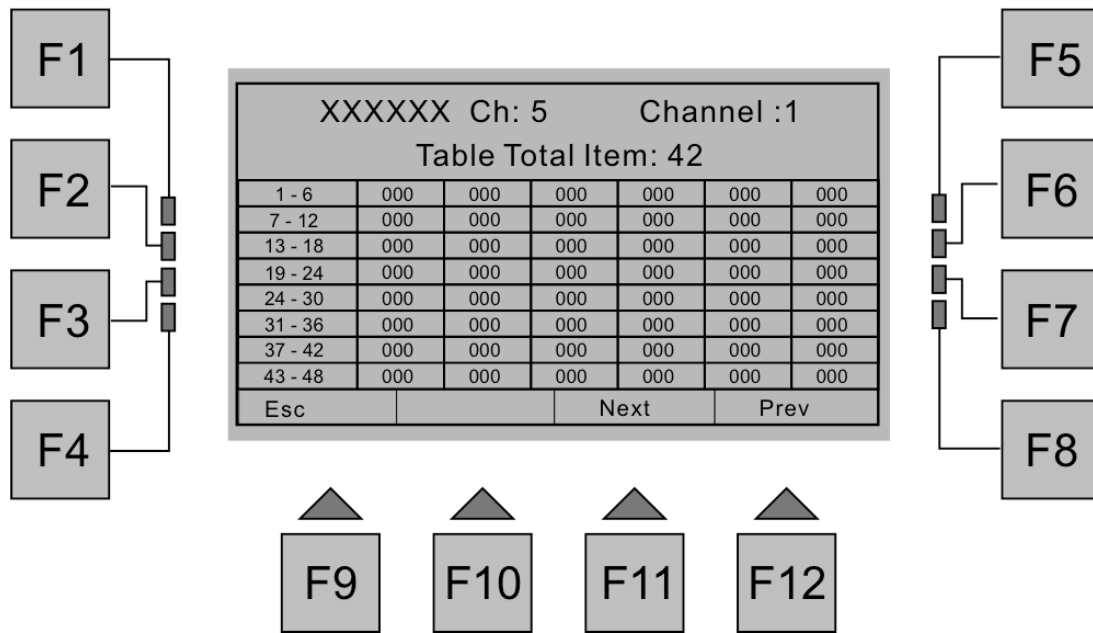 F1
F2
F3
F4
XXXXXX Ch: 5 Channel :1
Table Total Item: 42
1 - 6 000 000 000 000 000 000
7 - 12 000 000 000 000 000 000
13 - 18 000 000 000 000 000 000
19 - 24 000 000 000 000 000 000
24 - 30 000 000 000 000 000 000
31 - 36 000 000 000 000 000 000
37 - 42 000 000 000 000 000 000
43 - 48 000 000 000 000 000 000
Esc Next Prev
F5
F6
F7
F8
F9 F10 F11 F12